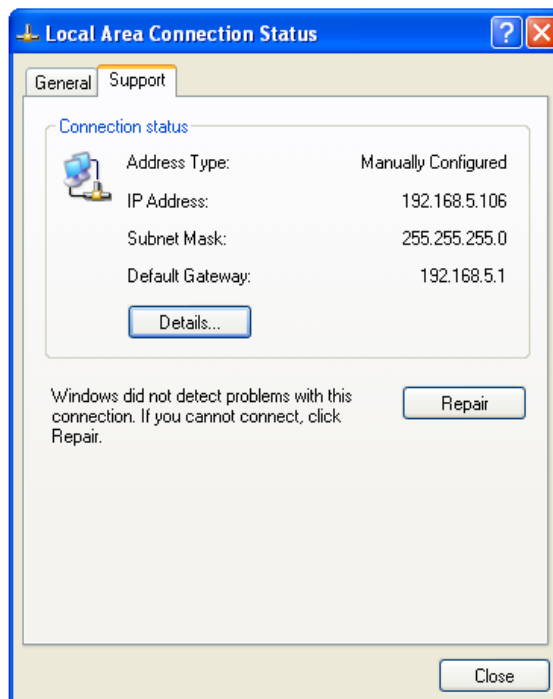 Local Area Connection Status
General
Support
Connection status
Address Type: Manually Configured
IP Address: 192.168.5.106
Subnet Mask: 255.255.255.0
Default Gateway: 192.168.5.1
Details...
Windows did not detect problems with this
connection. If you cannot connect, click
Repair.
Repair
Close